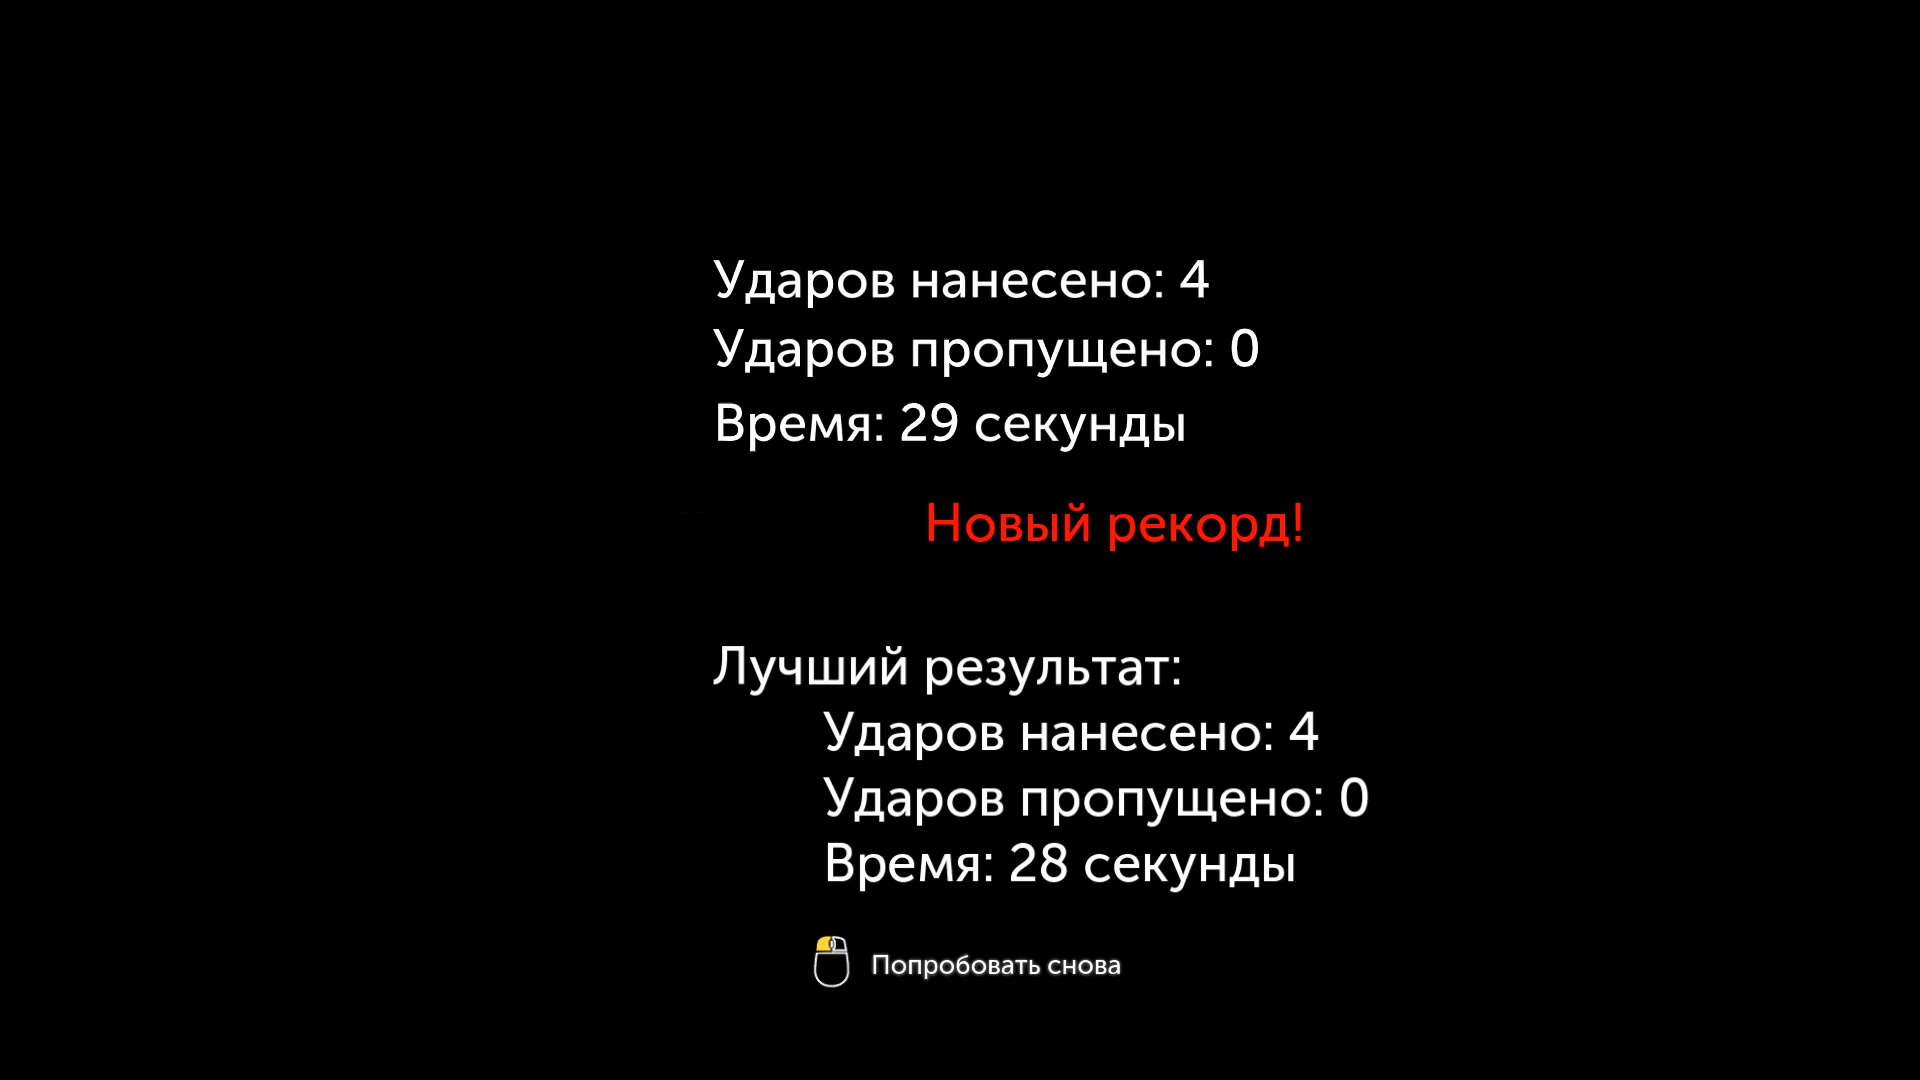 Ударов нанесено: 4
Ударов пропущено: 0
Время: 29 секунды
Новый рекорд!
Лучший результат:
Ударов нанесено: 4
Ударов пропущено: 0
Время: 28 секунды
Попробовать снова